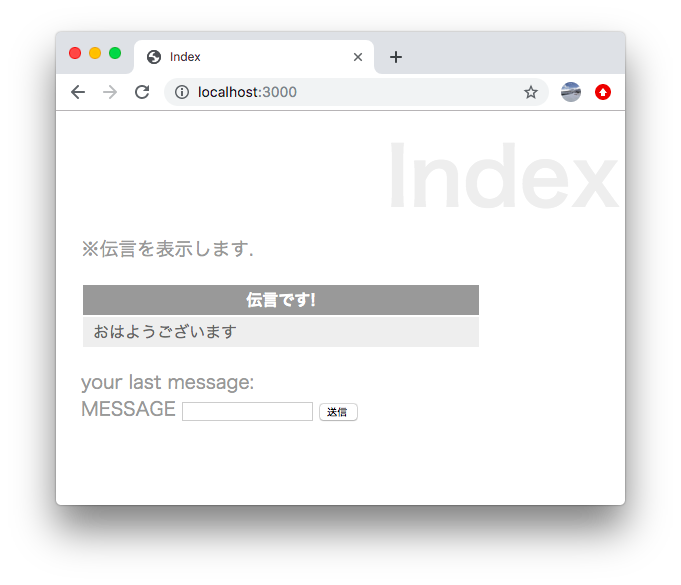 Index
localhost:3000
Index
※伝言を表示します.
伝言です!
おはようございます
your last message:
MESSAGE 送信